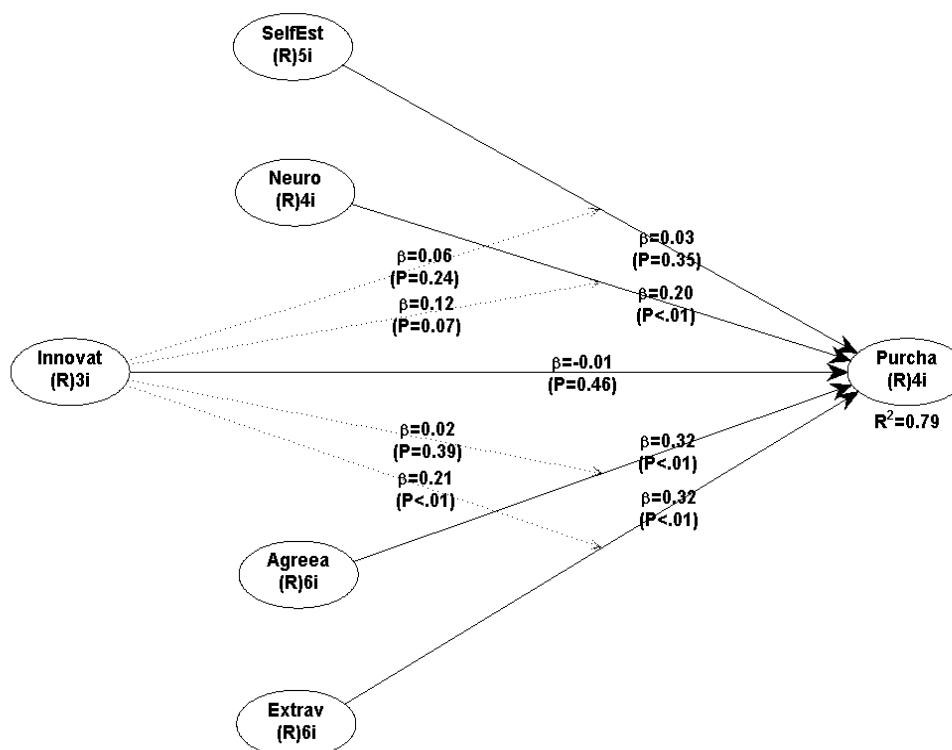 SelfEst
(R)5i
Neuro
(R)4i
β=0.03
(P=0.35)
β=0.06
(P=0.24)
β=0.20
(P<.01)
β=0.12
(P=0.07)
Innovat
(R)3i
β=-0.01
(P=0.46)
Purcha
(R)4i
R²=0.79
β=0.02
(P=0.39)
β=0.32
(P<.01)
β=0.21
(P<.01)
β=0.32
(P<.01)
Agreea
(R)6i
Extrav
(R)6i